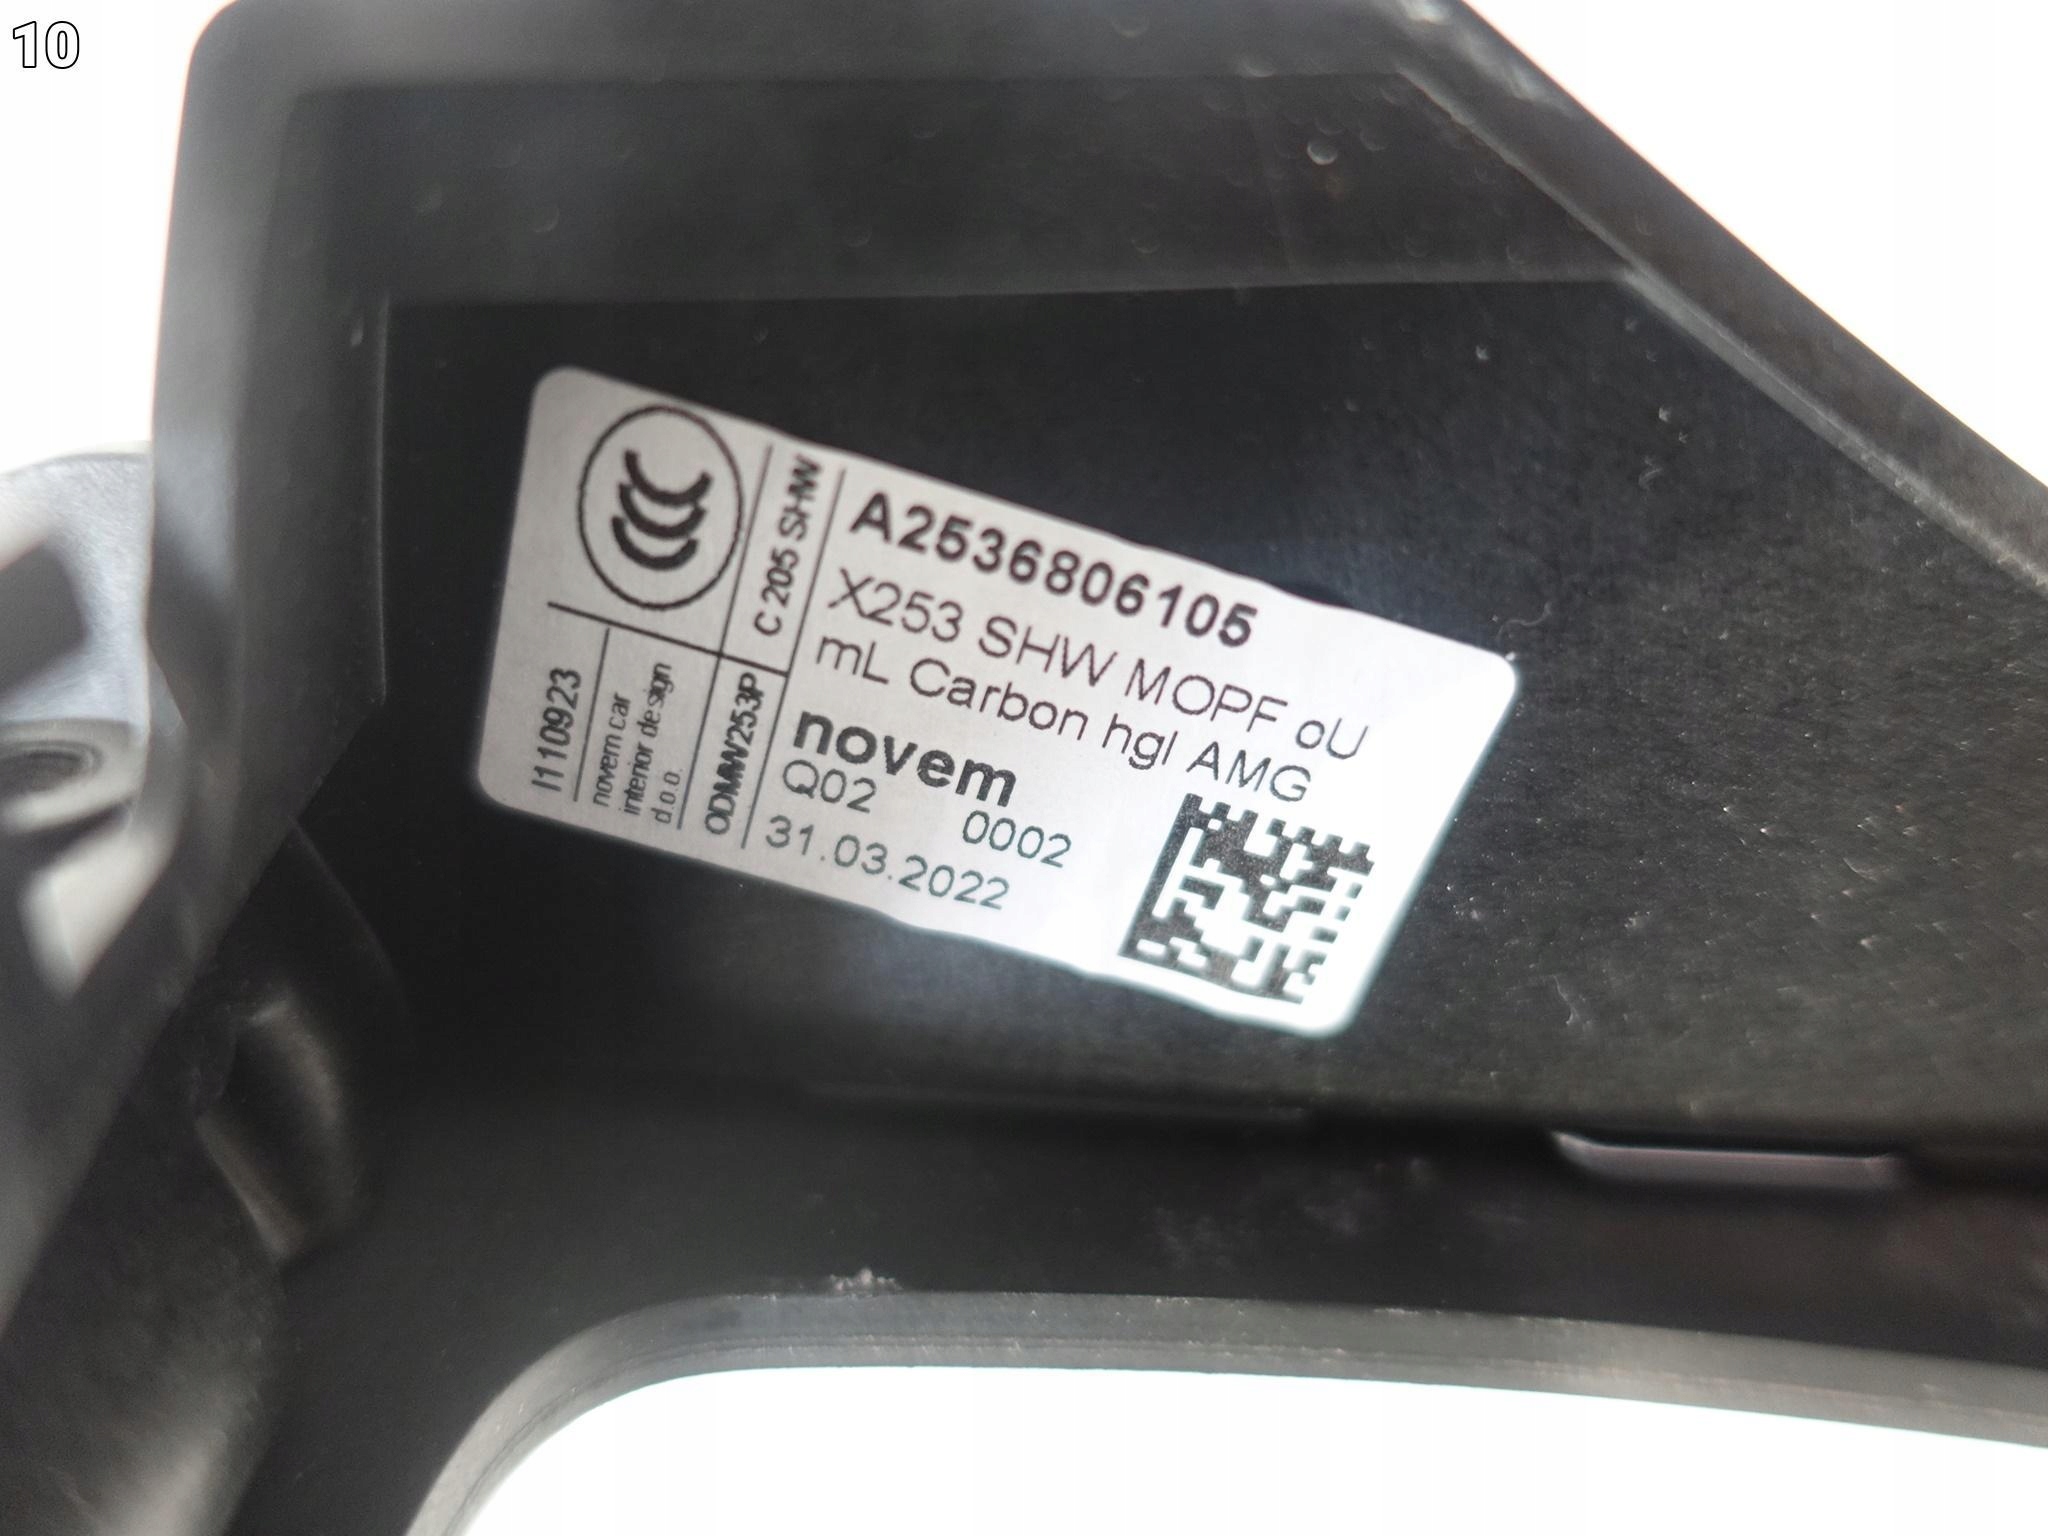 10
C 205 SHW
A2536806105
X253 SHW MOPF oU
mL Carbon hgl AMG
novem
Q02
0002
31.03.2022
I110923
novem car
interior design
d.o.o.
ODMW253P